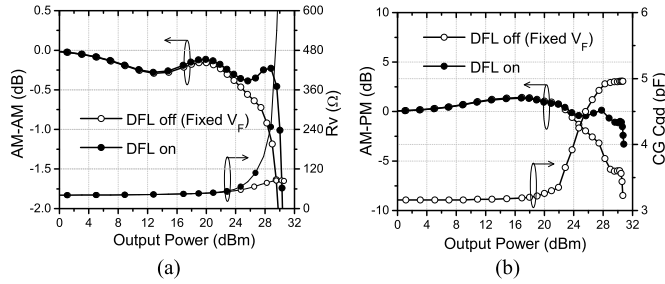 (a)
0.5
0.0
-0.5
-1.0
-1.5
-2.0
AM-AM (dB)
600
480
360
240
120
0
Rv (Ω)
DFL off (Fixed VF)
DFL on
0 4 8 12 16 20 24 28 32
Output Power (dBm)
(a)
(b)
10
5
0
-5
-10
AM-PM (dB)
6
5
4
3
CG Cgd (pF)
DFL off (Fixed VF)
DFL on
0 4 8 12 16 20 24 28 32
Output Power (dBm)
(b)